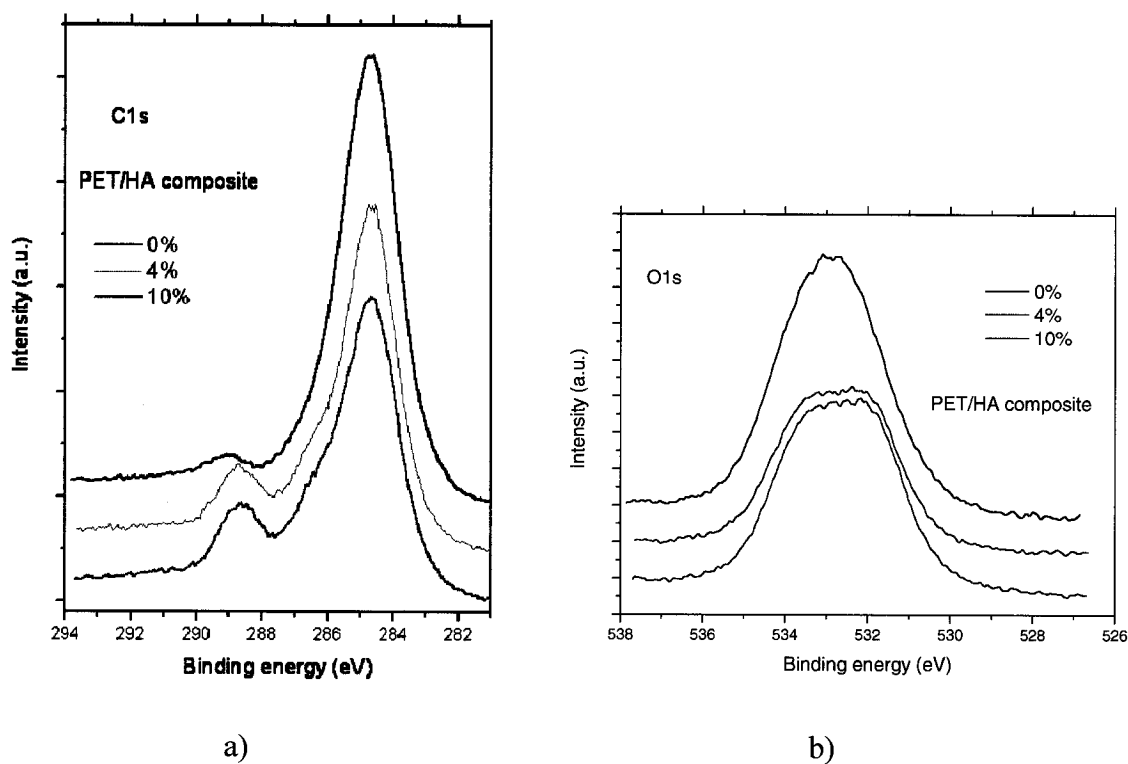 C1s
PET/HA composite
0%
4%
10%
Intensity (a.u.)
294 292 290 288 286 284 282
Binding energy (eV)
a)
O1s
0%
4%
10%
PET/HA composite
Intensity (a.u.)
538 536 534 532 530 528 526
Binding energy (eV)
b)